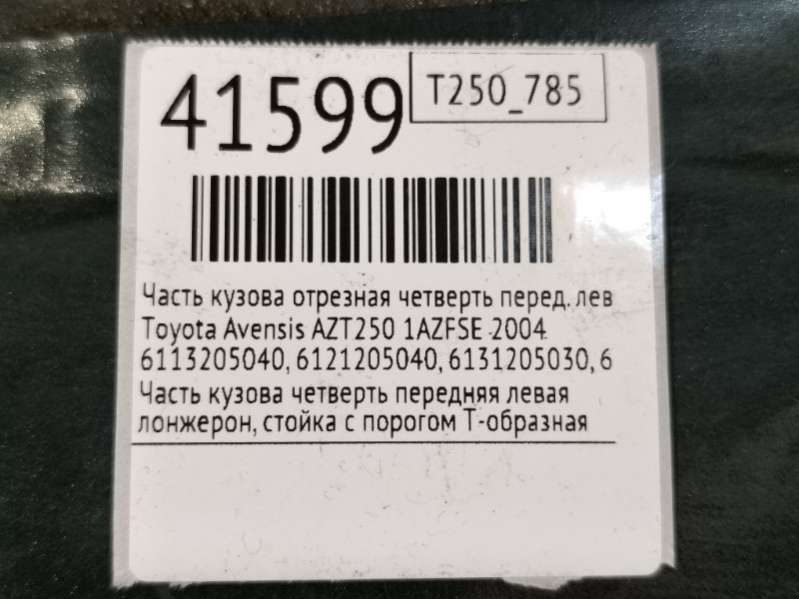 41599
T250_785
Часть кузова отрезная четверть перед. лев
Toyota Avensis AZT250 1AZFSE 2004
6113205040, 6121205040, 6131205030, 6
Часть кузова четверть передняя левая
лонжерон, стойка с порогом Т-образная